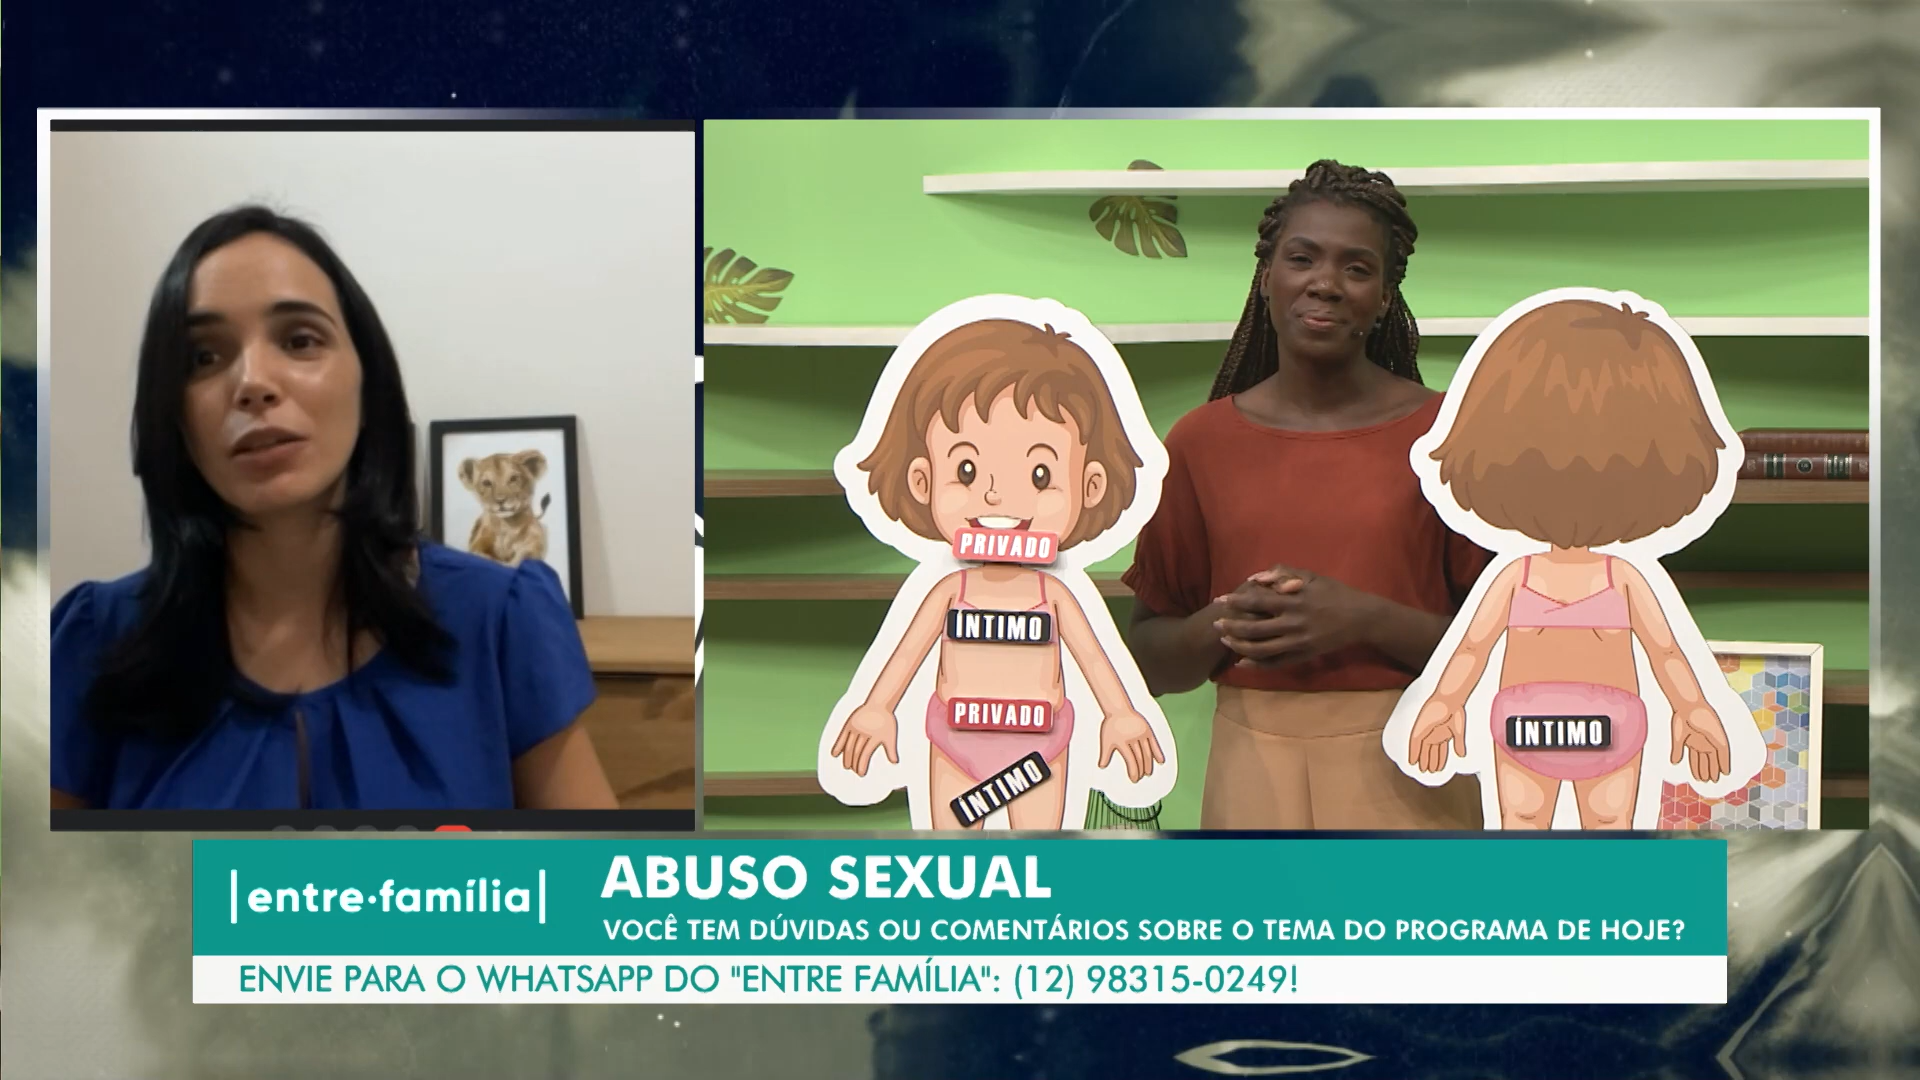 PRIVADO
ÍNTIMO
PRIVADO
ÍNTIMO
ÍNTIMO
|entre·família|
ABUSO SEXUAL
VOCÊ TEM DÚVIDAS OU COMENTÁRIOS SOBRE O TEMA DO PROGRAMA DE HOJE?
ENVIE PARA O WHATSAPP DO "ENTRE FAMÍLIA": (12) 98315-0249!